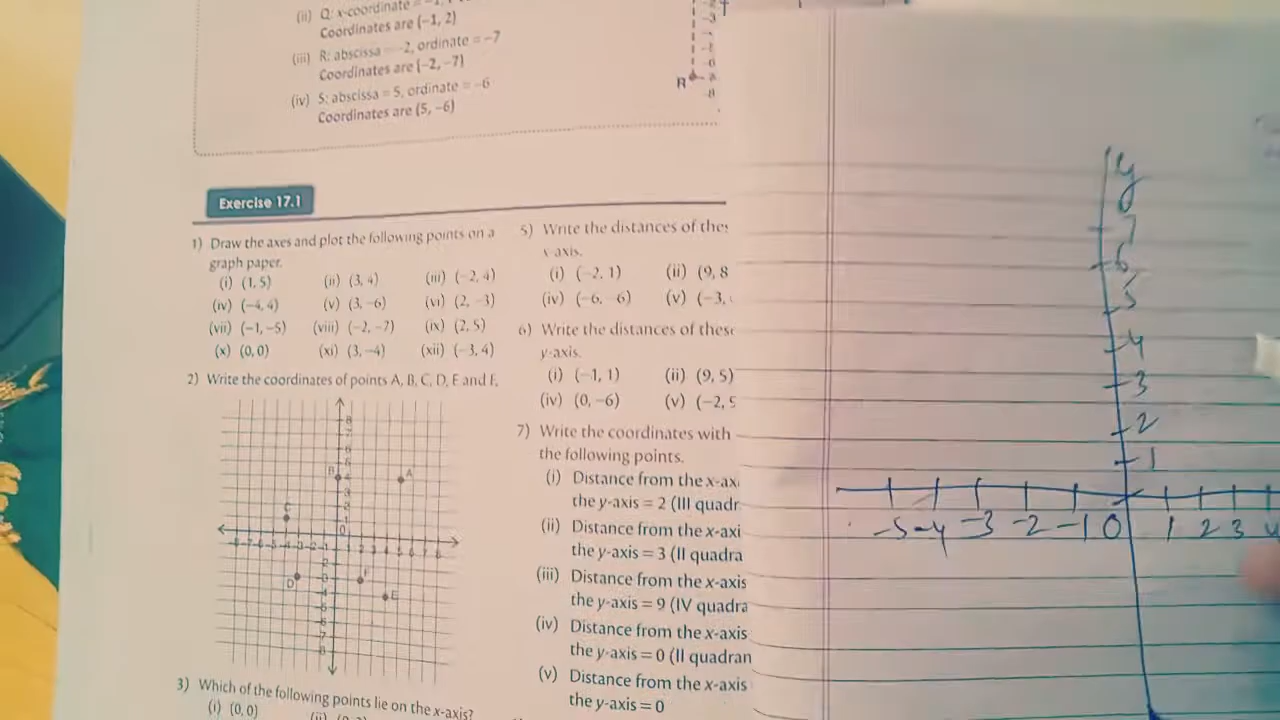 (ii) Q: x-coordinate = -1,
Coordinates are (-1, 2)
(iii) R: abscissa = -2, ordinate = -7
Coordinates are (-2, -7)
(iv) S: abscissa = 5, ordinate = -6
Coordinates are (5, -6)
R
Exercise 17.1
1) Draw the axes and plot the following points on a
graph paper.
(i) (1, 5) (ii) (3, 4) (iii) (-2, 4)
(iv) (-4, 4) (v) (3, -6) (vi) (2, -3)
(vii) (-1, -5) (viii) (-2, -7) (ix) (2, 5)
(x) (0, 0) (xi) (3, -4) (xii) (-3, 4)
2) Write the coordinates of points A, B, C, D, E and F.
B A
C
D F
E
3) Which of the following points lie on the x-axis?
(i) (0, 0) (ii)
5) Write the distances of thes
x-axis.
(i) (-2, 1) (ii) (9, 8
(iv) (-6, -6) (v) (-3,
6) Write the distances of these
y-axis.
(i) (-1, 1) (ii) (9, 5)
(iv) (0, -6) (v) (-2, 5
7) Write the coordinates with
the following points.
(i) Distance from the x-ax
the y-axis = 2 (III quadr
(ii) Distance from the x-axi
the y-axis = 3 (II quadra
(iii) Distance from the x-axis
the y-axis = 9 (IV quadra
(iv) Distance from the x-axis
the y-axis = 0 (II quadran
(v) Distance from the x-axis
the y-axis = 0
y
7
6
5
4
3
2
1
-5 -4 -3 -2 -1 0 1 2 3 4